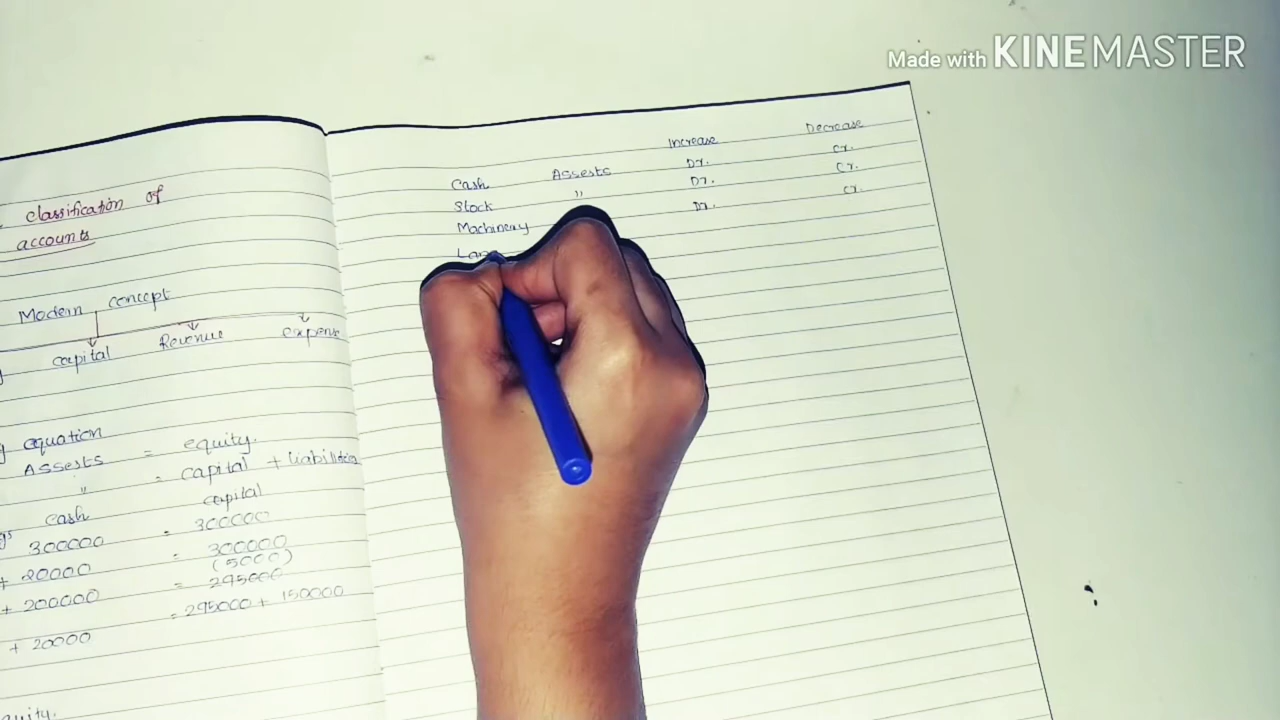 Made with KINEMASTER
classification of
accounts
Modern concept
capital Revenue expense
equation
Assests = equity.
" = capital + liabilities
cash capital
300000 = 300000
+ 20000 = 300000
(5000)
+ 200000 = 295000
= 295000 + 150000
+ 20000
Increase Decrease
Cash Assests Dr. Cr.
Stock " Dr. Cr.
Machinery Dr. Cr